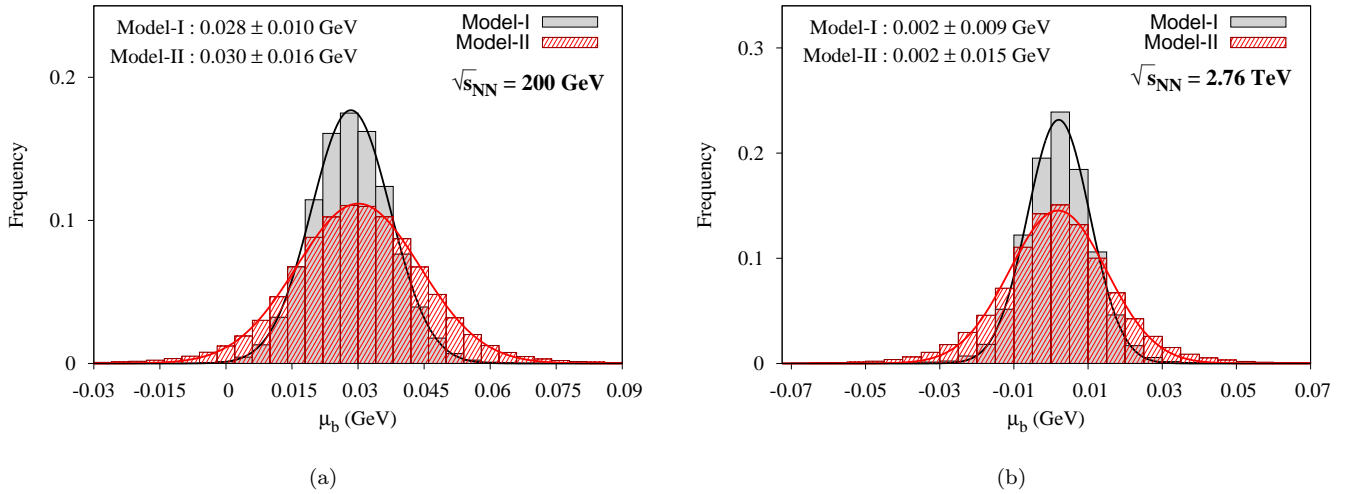 Model-I : 0.028 ± 0.010 GeV
Model-II : 0.030 ± 0.016 GeV
Model-I
Model-II
√sNN = 200 GeV
Frequency
0.2
0.1
0
-0.03 -0.015 0 0.015 0.03 0.045 0.06 0.075 0.09
μb (GeV)
(a)
Model-I : 0.002 ± 0.009 GeV
Model-II : 0.002 ± 0.015 GeV
Model-I
Model-II
√sNN = 2.76 TeV
Frequency
0.3
0.2
0.1
0
-0.07 -0.05 -0.03 -0.01 0.01 0.03 0.05 0.07
μb (GeV)
(b)